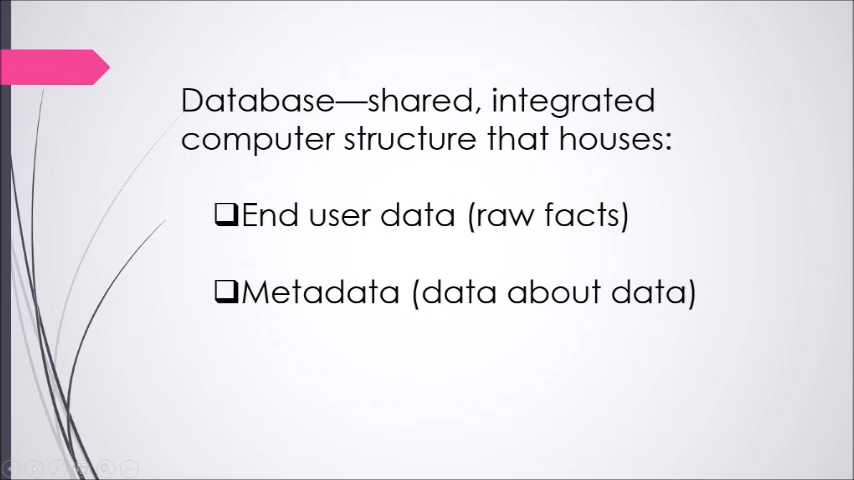 Database—shared, integrated
computer structure that houses:
❑End user data (raw facts)
❑Metadata (data about data)